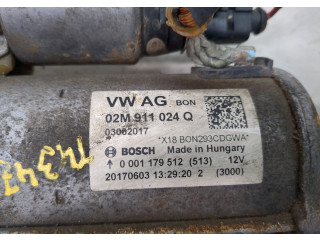 VW AG BON
02M 911 024 Q
03062017
*X18 BON293CDGWA*
BOSCH Made in Hungary
0 001 179 512 (513) 12V
20170603 13:29:20 2 (3000)